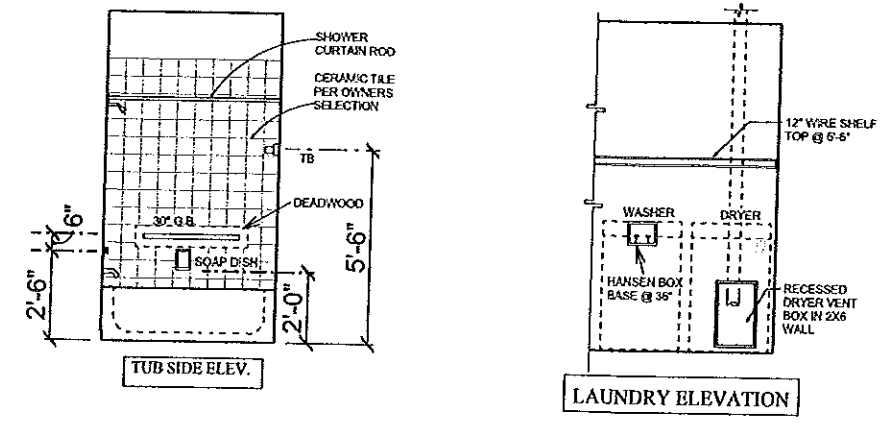 SHOWER
CURTAIN ROD
CERAMIC TILE
PER OWNERS
SELECTION
TB
DEADWOOD
30" G.B.
SOAP DISH
6"
2'-6"
2'-0"
5'-6"
TUB SIDE ELEV.
12" WIRE SHELF
TOP @ 5'-6"
WASHER
DRYER
HANSEN BOX
BASE @ 36"
RECESSED
DRYER VENT
BOX IN 2X6
WALL
LAUNDRY ELEVATION